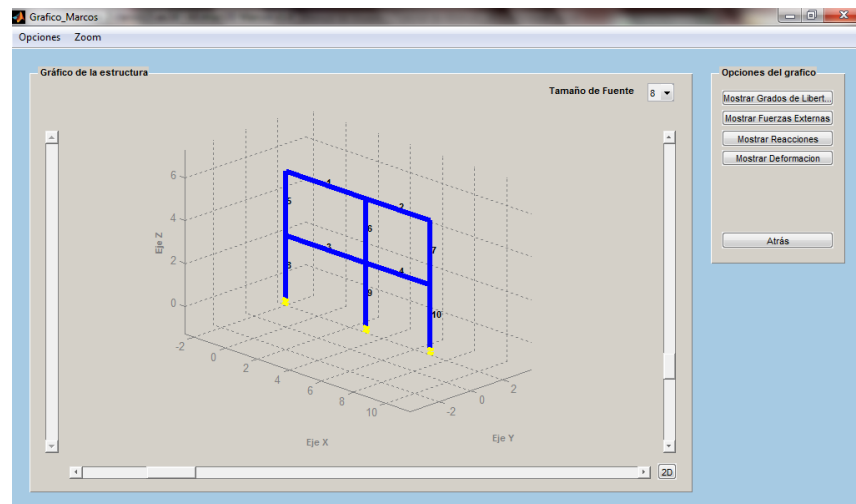 Grafico_Marcos
Opciones Zoom
Gráfico de la estructura
Tamaño de Fuente 8
Eje Z
6
4
2
0
1
2
5
6
7
3
4
8
9
10
-2
0
2
4
6
8
10
Eje X
-2
0
2
Eje Y
2D
Opciones del grafico
Mostrar Grados de Libert...
Mostrar Fuerzas Externas
Mostrar Reacciones
Mostrar Deformacion
Atrás